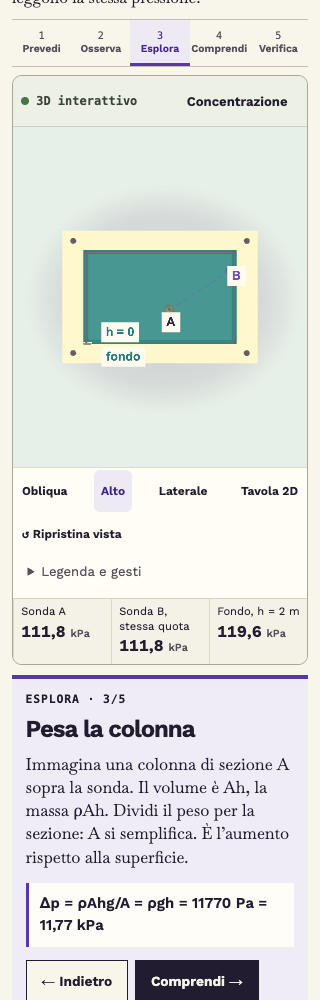 leggono la stessa pressione.
1
Prevedi
2
Osserva
3
Esplora
4
Comprendi
5
Verifica
3D interattivo
Concentrazione
B
A
h = 0
fondo
Obliqua
Alto
Laterale
Tavola 2D
↺ Ripristina vista
▶ Legenda e gesti
Sonda A
111,8 kPa
Sonda B,
stessa quota
111,8 kPa
Fondo, h = 2 m
119,6 kPa
ESPLORA · 3/5
Pesa la colonna
Immagina una colonna di sezione A
sopra la sonda. Il volume è Ah, la
massa ρAh. Dividi il peso per la
sezione: A si semplifica. È l’aumento
rispetto alla superficie.
Δp = ρAhg/A = ρgh = 11770 Pa =
11,77 kPa
← Indietro
Comprendi →